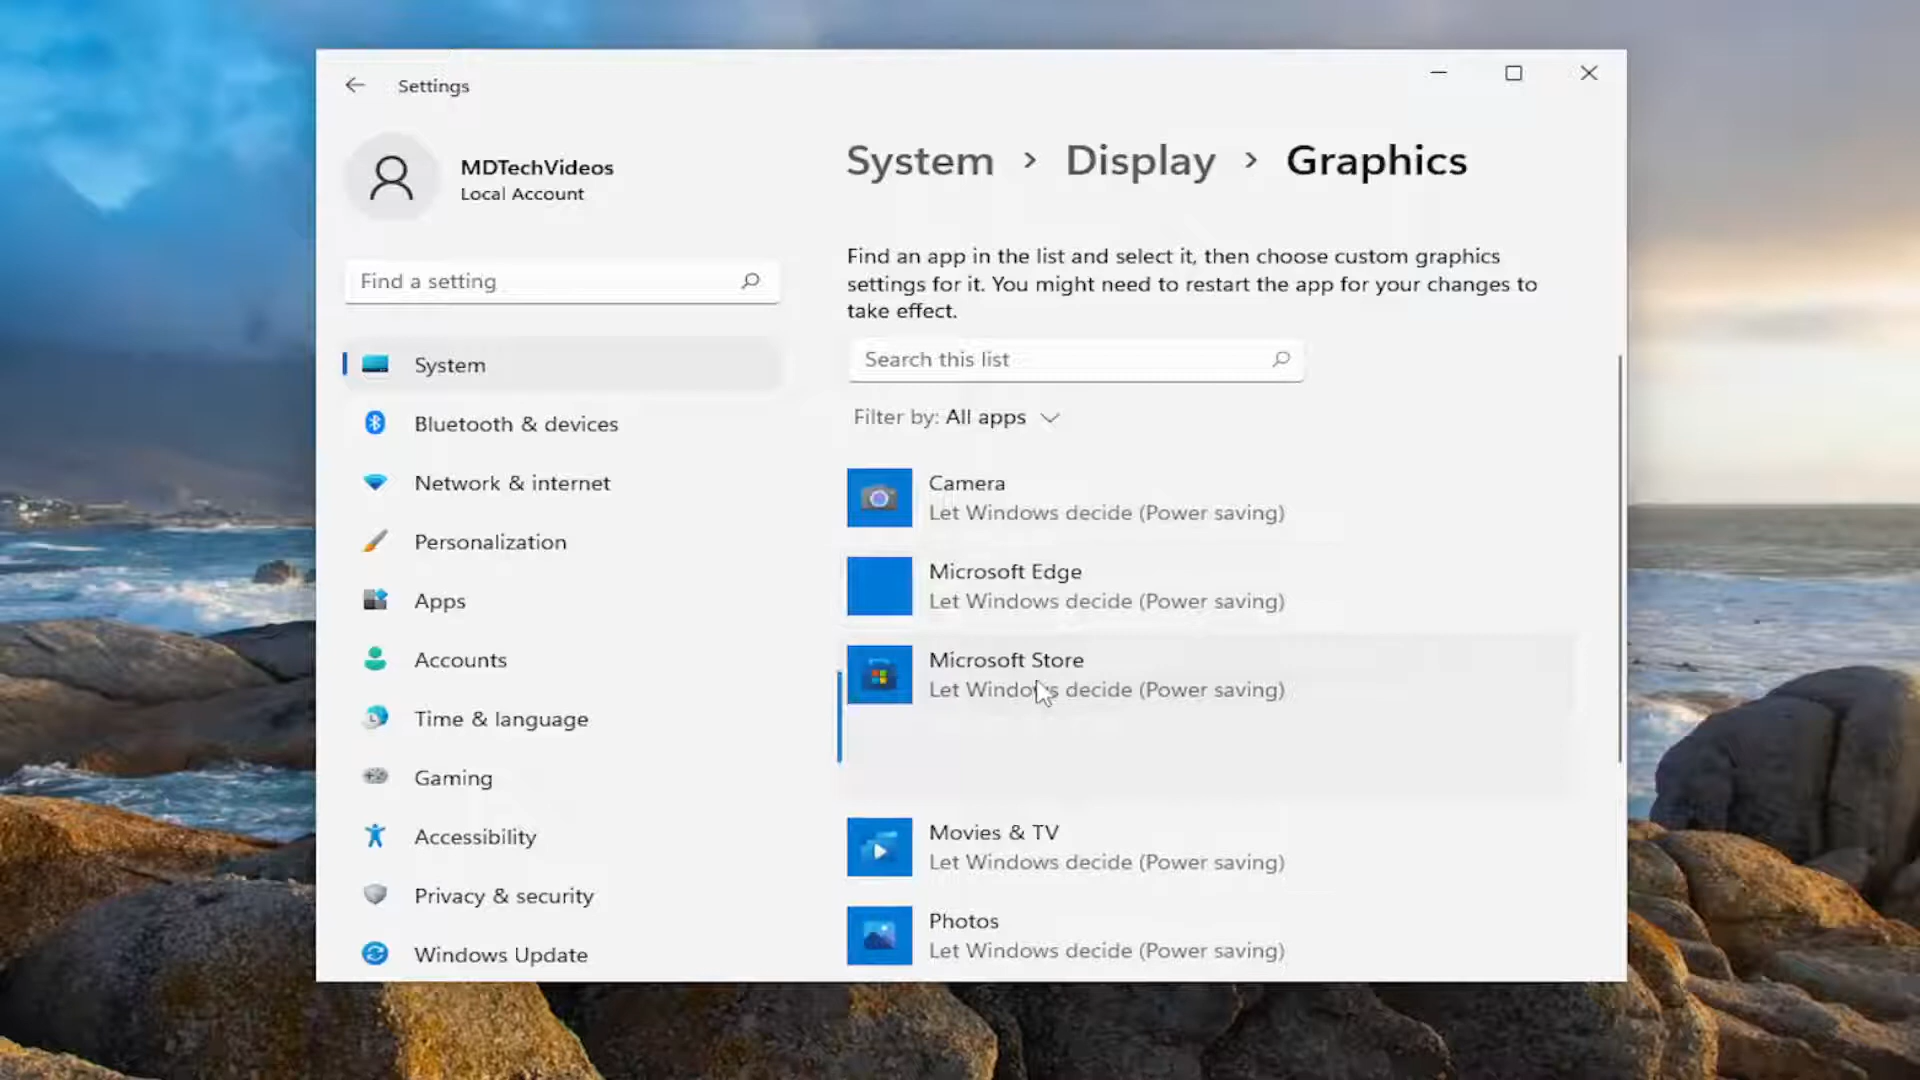 Settings
MDTechVideos
Local Account
Find a setting
System
Bluetooth & devices
Network & internet
Personalization
Apps
Accounts
Time & language
Gaming
Accessibility
Privacy & security
Windows Update
System > Display > Graphics
Find an app in the list and select it, then choose custom graphics
settings for it. You might need to restart the app for your changes to
take effect.
Search this list
Filter by: All apps
Camera
Let Windows decide (Power saving)
Microsoft Edge
Let Windows decide (Power saving)
Microsoft Store
Let Windows decide (Power saving)
Movies & TV
Let Windows decide (Power saving)
Photos
Let Windows decide (Power saving)